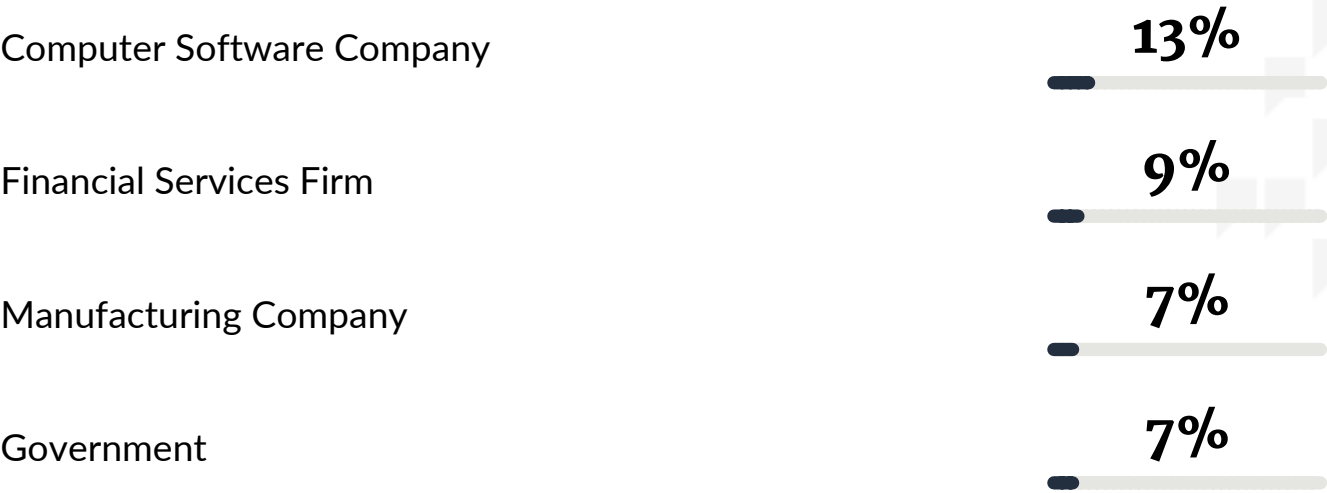 Computer Software Company
13%
Financial Services Firm
9%
Manufacturing Company
7%
Government
7%